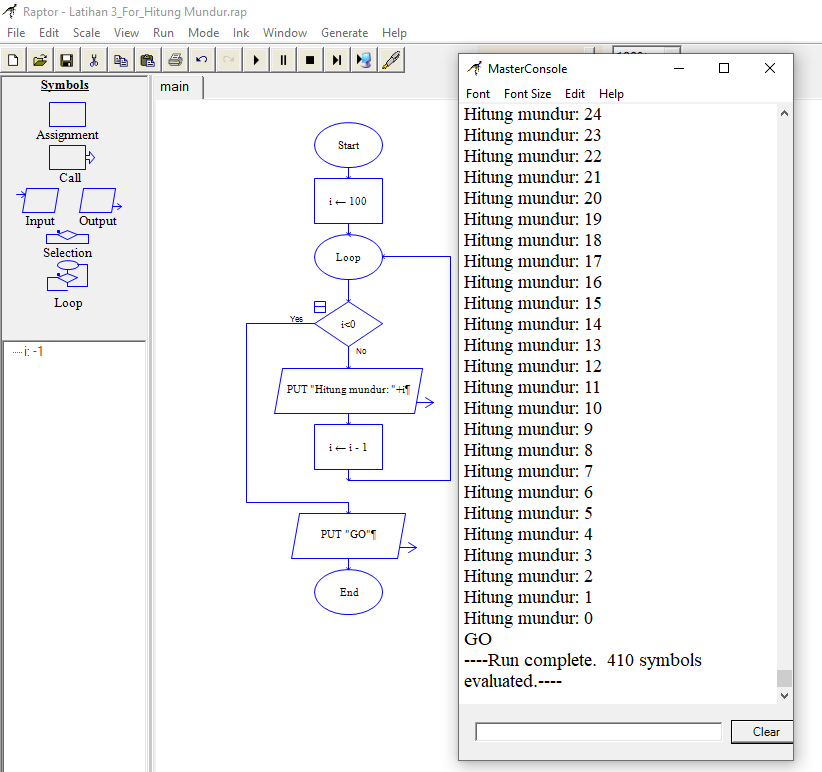 Raptor - Latihan 3_For_Hitung Mundur.rap
File Edit Scale View Run Mode Ink Window Generate Help
Symbols
Assignment
Call
Input Output
Selection
Loop
i: -1
main
Start
i ← 100
Loop
Yes
i<0
No
PUT "Hitung mundur: "+i¶
i ← i - 1
PUT "GO"¶
End
MasterConsole
Font Font Size Edit Help
Hitung mundur: 24
Hitung mundur: 23
Hitung mundur: 22
Hitung mundur: 21
Hitung mundur: 20
Hitung mundur: 19
Hitung mundur: 18
Hitung mundur: 17
Hitung mundur: 16
Hitung mundur: 15
Hitung mundur: 14
Hitung mundur: 13
Hitung mundur: 12
Hitung mundur: 11
Hitung mundur: 10
Hitung mundur: 9
Hitung mundur: 8
Hitung mundur: 7
Hitung mundur: 6
Hitung mundur: 5
Hitung mundur: 4
Hitung mundur: 3
Hitung mundur: 2
Hitung mundur: 1
Hitung mundur: 0
GO
----Run complete.  410 symbols
evaluated.----
Clear